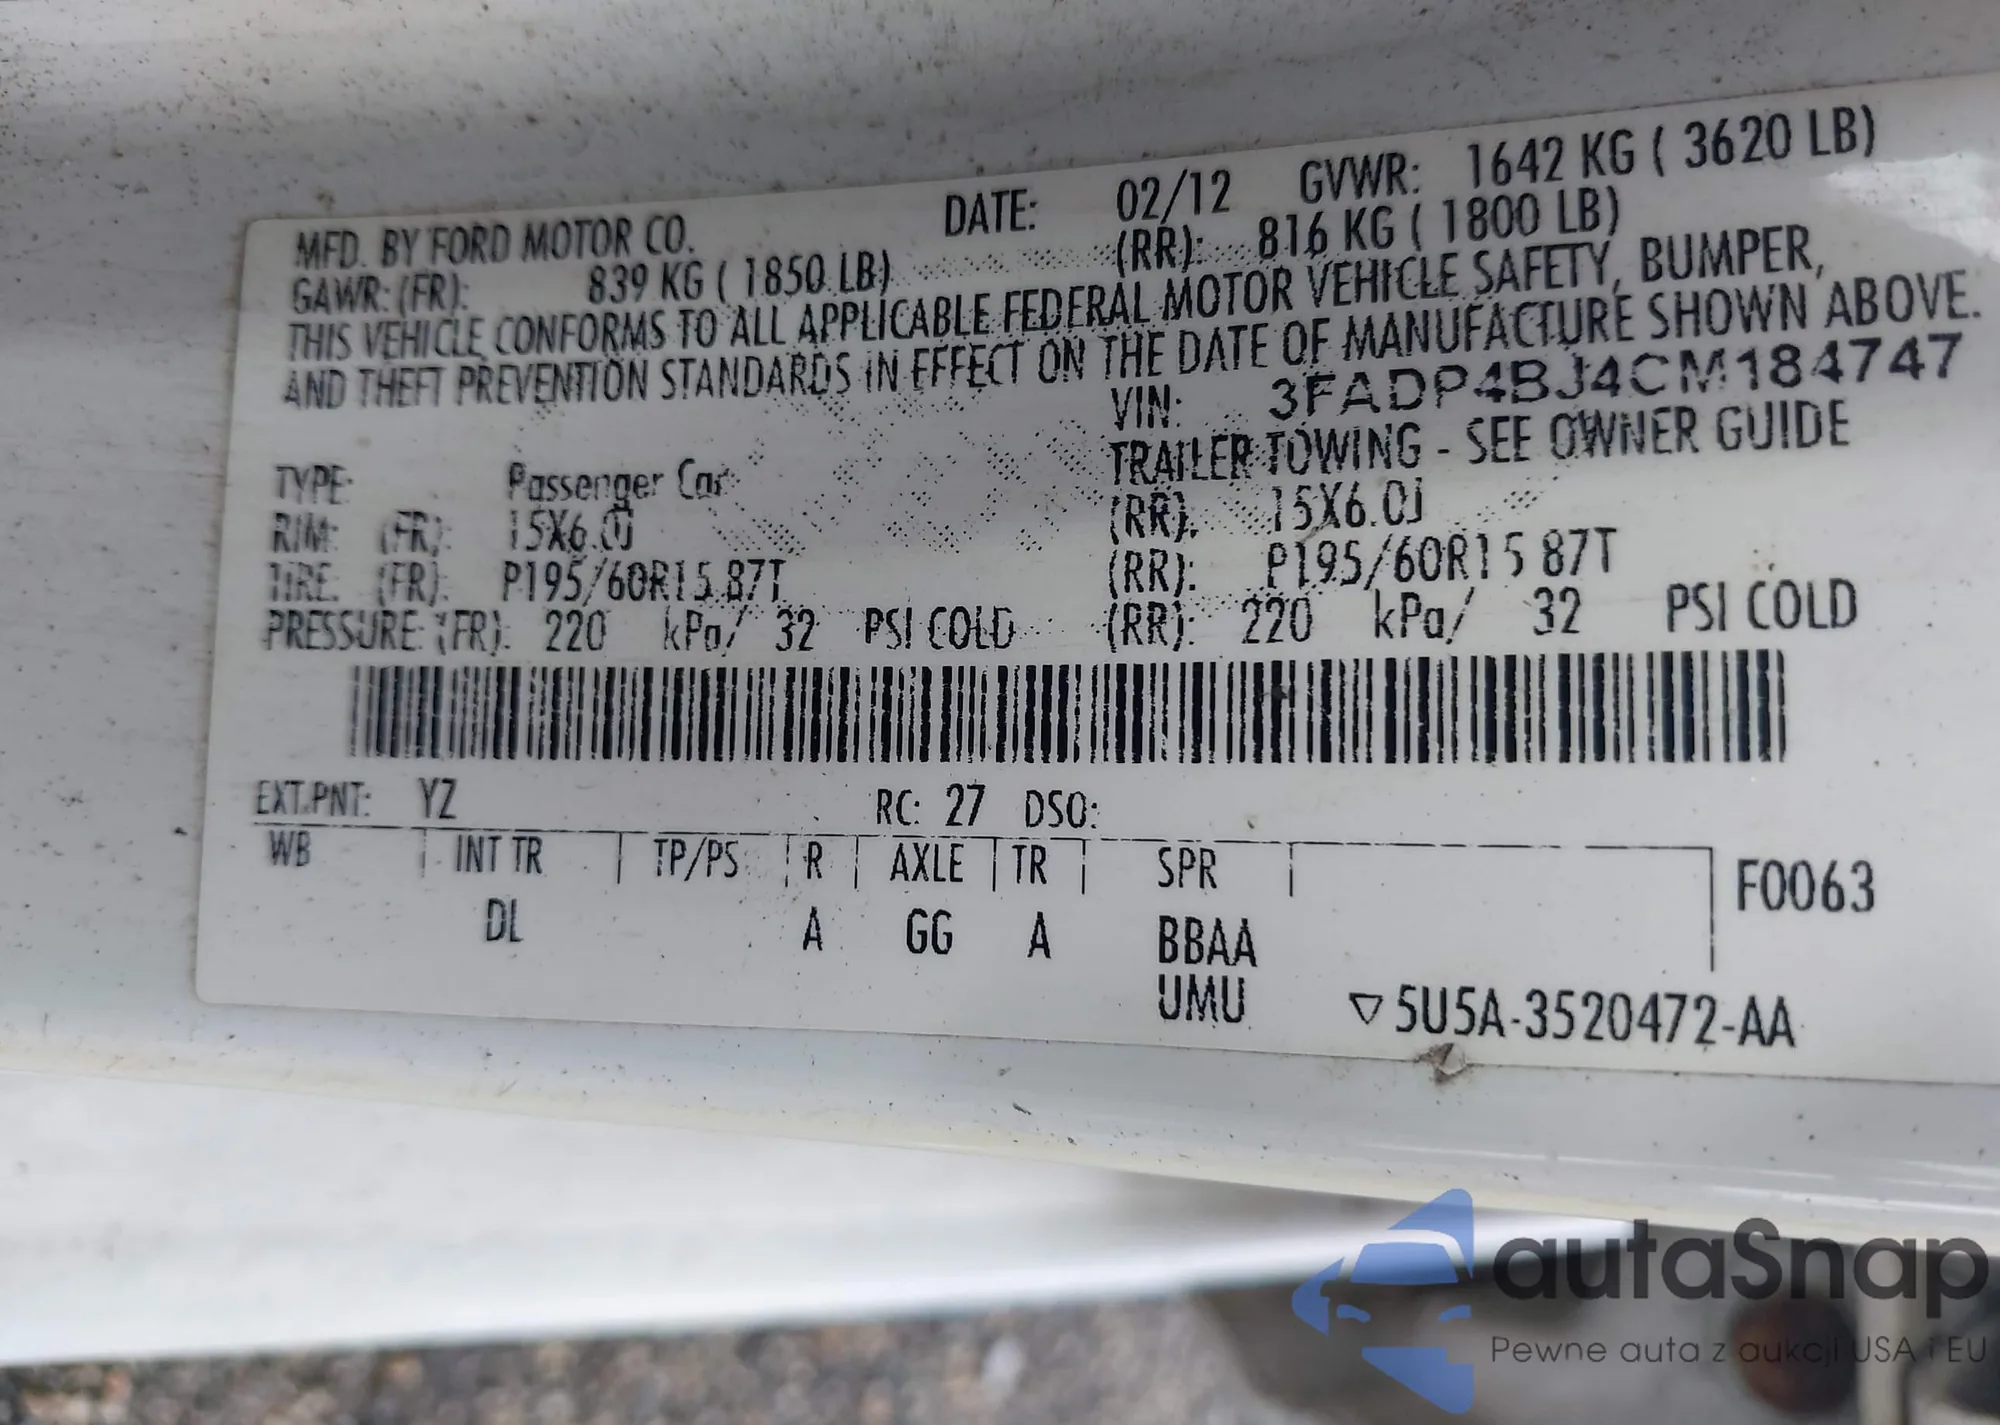 MFD. BY FORD MOTOR CO. DATE: 02/12 GVWR: 1642 KG ( 3620 LB)
GAWR: (FR): 839 KG ( 1850 LB) (RR): 816 KG ( 1800 LB)
THIS VEHICLE CONFORMS TO ALL APPLICABLE FEDERAL MOTOR VEHICLE SAFETY, BUMPER,
AND THEFT PREVENTION STANDARDS IN EFFECT ON THE DATE OF MANUFACTURE SHOWN ABOVE.
VIN: 3FADP4BJ4CM184747
TYPE: Passenger Car TRAILER TOWING - SEE OWNER GUIDE
RIM: (FR): 15X6.0J (RR): 15X6.0J
TIRE: (FR): P195/60R15 87T (RR): P195/60R15 87T
PRESSURE: (FR): 220 kPa/ 32 PSI COLD (RR): 220 kPa/ 32 PSI COLD
EXT.PNT: YZ RC: 27 DSO:
WB INT TR TP/PS R AXLE TR SPR F0063
DL A GG A BBAA
UMU ▽5U5A-3520472-AA
autaSnap
Pewne auta z aukcji USA i EU